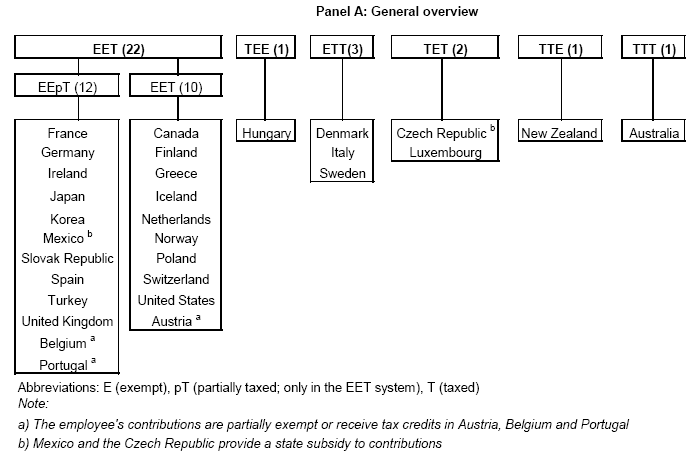 Panel A: General overview
EET (22)
TEE (1)
ETT(3)
TET (2)
TTE (1)
TTT (1)
EEpT (12)
EET (10)
France
Germany
Ireland
Japan
Korea
Mexico b
Slovak Republic
Spain
Turkey
United Kingdom
Belgium a
Portugal a
Canada
Finland
Greece
Iceland
Netherlands
Norway
Poland
Switzerland
United States
Austria a
Hungary
Denmark
Italy
Sweden
Czech Republic b
Luxembourg
New Zealand
Australia
Abbreviations: E (exempt), pT (partially taxed; only in the EET system), T (taxed)
Note:
a) The employee's contributions are partially exempt or receive tax credits in Austria, Belgium and Portugal
b) Mexico and the Czech Republic provide a state subsidy to contributions